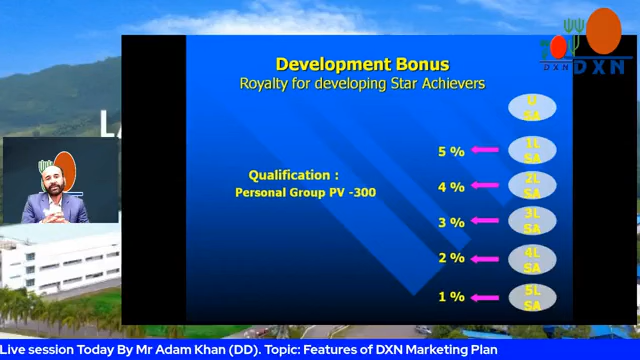 DXN
DXN
Development Bonus
Royalty for developing Star Achievers
U
SA
5 %
1L
SA
Qualification :
Personal Group PV -300
4 %
2L
SA
3 %
3L
SA
2 %
4L
SA
1 %
5L
SA
Live session Today By Mr Adam Khan (DD). Topic: Features of DXN Marketing Plan